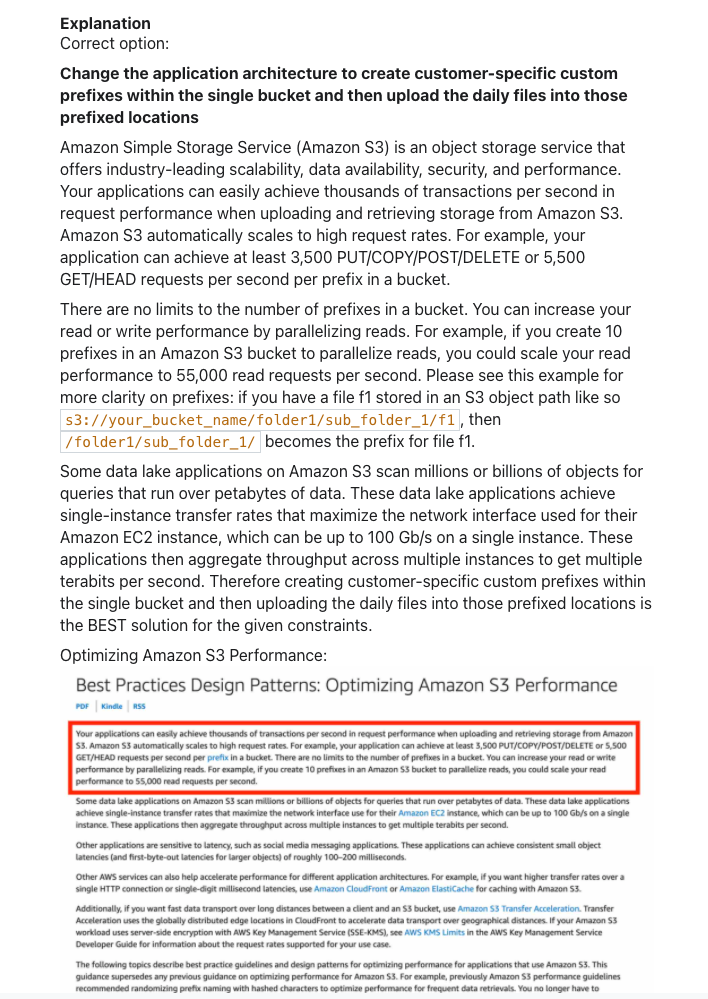 Explanation
Correct option:
Change the application architecture to create customer-specific custom
prefixes within the single bucket and then upload the daily files into those
prefixed locations
Amazon Simple Storage Service (Amazon S3) is an object storage service that
offers industry-leading scalability, data availability, security, and performance.
Your applications can easily achieve thousands of transactions per second in
request performance when uploading and retrieving storage from Amazon S3.
Amazon S3 automatically scales to high request rates. For example, your
application can achieve at least 3,500 PUT/COPY/POST/DELETE or 5,500
GET/HEAD requests per second per prefix in a bucket.
There are no limits to the number of prefixes in a bucket. You can increase your
read or write performance by parallelizing reads. For example, if you create 10
prefixes in an Amazon S3 bucket to parallelize reads, you could scale your read
performance to 55,000 read requests per second. Please see this example for
more clarity on prefixes: if you have a file f1 stored in an S3 object path like so
s3://your_bucket_name/folder1/sub_folder_1/f1 , then
/folder1/sub_folder_1/ becomes the prefix for file f1.
Some data lake applications on Amazon S3 scan millions or billions of objects for
queries that run over petabytes of data. These data lake applications achieve
single-instance transfer rates that maximize the network interface used for their
Amazon EC2 instance, which can be up to 100 Gb/s on a single instance. These
applications then aggregate throughput across multiple instances to get multiple
terabits per second. Therefore creating customer-specific custom prefixes within
the single bucket and then uploading the daily files into those prefixed locations is
the BEST solution for the given constraints.
Optimizing Amazon S3 Performance:
Best Practices Design Patterns: Optimizing Amazon S3 Performance
PDF | Kindle | RSS
Your applications can easily achieve thousands of transactions per second in request performance when uploading and retrieving storage from Amazon
S3. Amazon S3 automatically scales to high request rates. For example, your application can achieve at least 3,500 PUT/COPY/POST/DELETE or 5,500
GET/HEAD requests per second per prefix in a bucket. There are no limits to the number of prefixes in a bucket. You can increase your read or write
performance by parallelizing reads. For example, if you create 10 prefixes in an Amazon S3 bucket to parallelize reads, you could scale your read
performance to 55,000 read requests per second.
Some data lake applications on Amazon S3 scan millions or billions of objects for queries that run over petabytes of data. These data lake applications
achieve single-instance transfer rates that maximize the network interface use for their Amazon EC2 instance, which can be up to 100 Gb/s on a single
instance. These applications then aggregate throughput across multiple instances to get multiple terabits per second.
Other applications are sensitive to latency, such as social media messaging applications. These applications can achieve consistent small object
latencies (and first-byte-out latencies for larger objects) of roughly 100–200 milliseconds.
Other AWS services can also help accelerate performance for different application architectures. For example, if you want higher transfer rates over a
single HTTP connection or single-digit millisecond latencies, use Amazon CloudFront or Amazon ElastiCache for caching with Amazon S3.
Additionally, if you want fast data transport over long distances between a client and an S3 bucket, use Amazon S3 Transfer Acceleration. Transfer
Acceleration uses the globally distributed edge locations in CloudFront to accelerate data transport over geographical distances. If your Amazon S3
workload uses server-side encryption with AWS Key Management Service (SSE-KMS), see AWS KMS Limits in the AWS Key Management Service
Developer Guide for information about the request rates supported for your use case.
The following topics describe best practice guidelines and design patterns for optimizing performance for applications that use Amazon S3. This
guidance supersedes any previous guidance on optimizing performance for Amazon S3. For example, previously Amazon S3 performance guidelines
recommended randomizing prefix naming with hashed characters to optimize performance for frequent data retrievals. You no longer have to